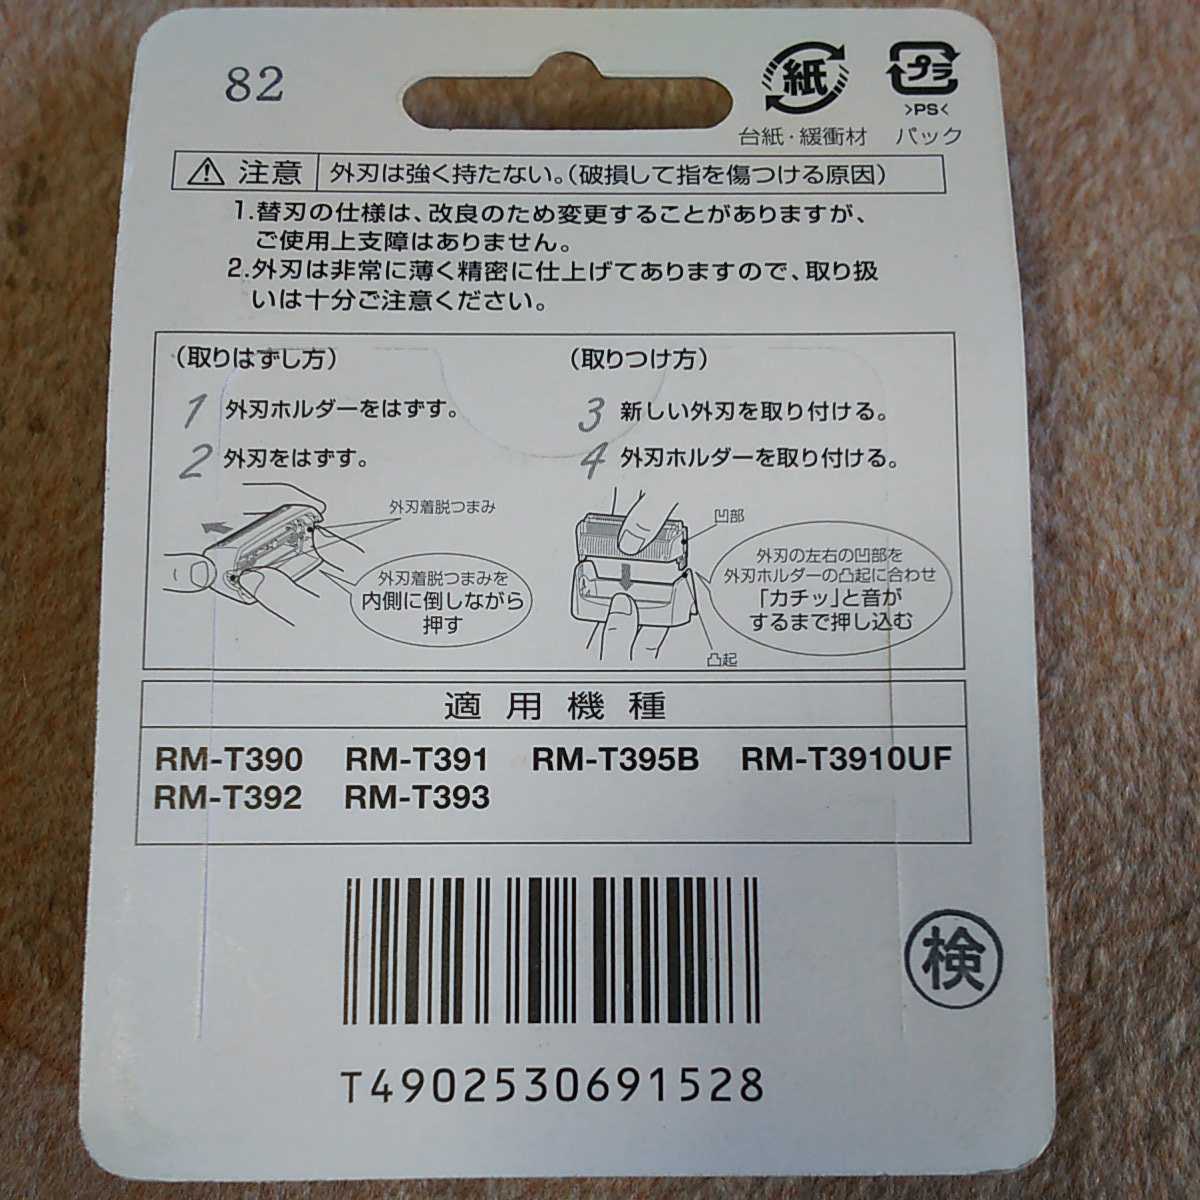 82
紙
プラ
>PS<
台紙・緩衝材 パック
注意 外刃は強く持たない。(破損して指を傷つける原因)
1.替刃の仕様は、改良のため変更することがありますが、
ご使用上支障はありません。
2.外刃は非常に薄く精密に仕上げてありますので、取り扱
いは十分ご注意ください。
(取りはずし方)
1 外刃ホルダーをはずす。
2 外刃をはずす。
外刃着脱つまみ
外刃着脱つまみを
内側に倒しながら
押す
(取りつけ方)
3 新しい外刃を取り付ける。
4 外刃ホルダーを取り付ける。
凹部
外刃の左右の凹部を
外刃ホルダーの凸起に合わせ
「カチッ」と音が
するまで押し込む
凸起
適用機種
RM-T390 RM-T391 RM-T395B RM-T3910UF
RM-T392 RM-T393
検
T4902530691528